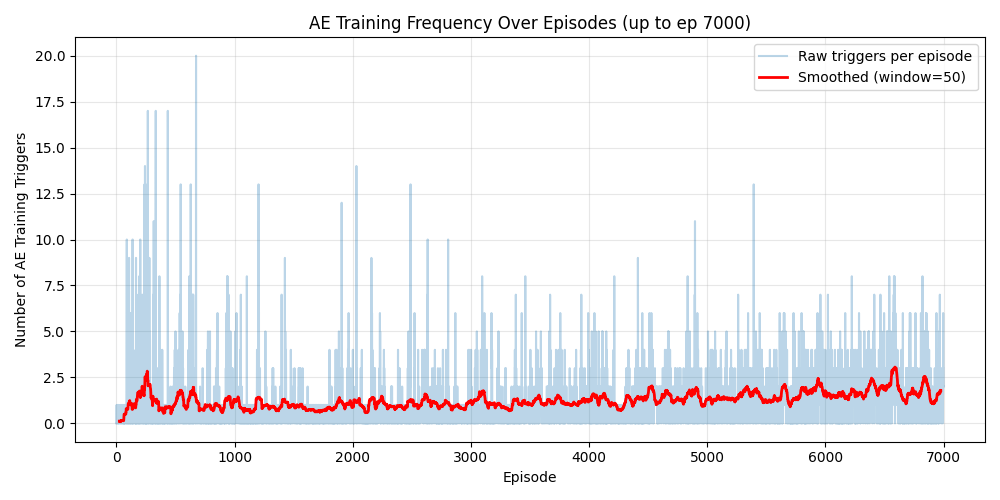 AE Training Frequency Over Episodes (up to ep 7000)
Raw triggers per episode
Smoothed (window=50)
Number of AE Training Triggers
20.0
17.5
15.0
12.5
10.0
7.5
5.0
2.5
0.0
0 1000 2000 3000 4000 5000 6000 7000
Episode